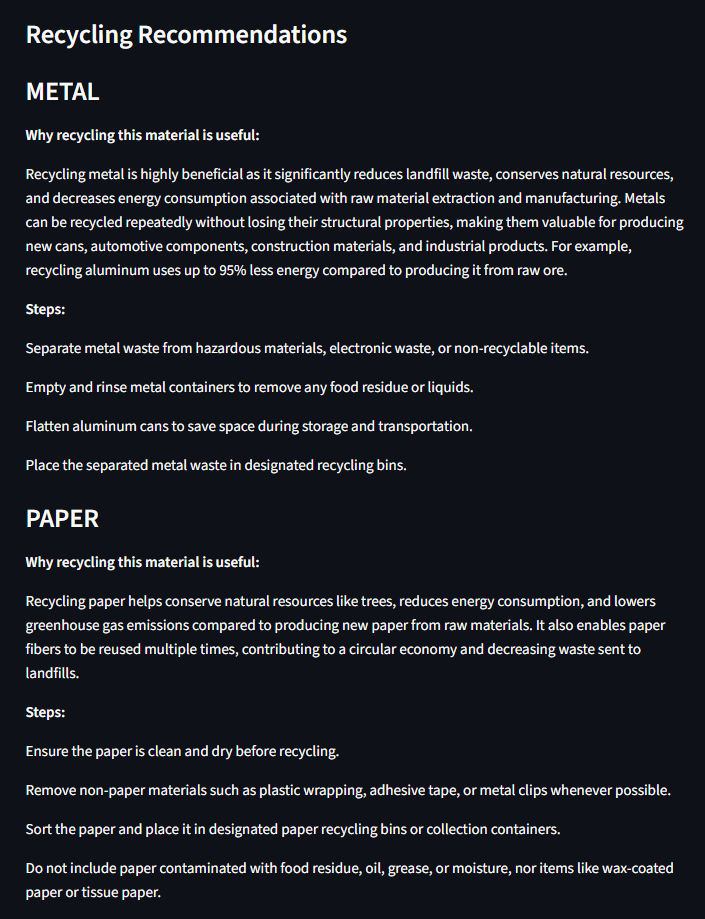 Recycling Recommendations
METAL
Why recycling this material is useful:
Recycling metal is highly beneficial as it significantly reduces landfill waste, conserves natural resources,
and decreases energy consumption associated with raw material extraction and manufacturing. Metals
can be recycled repeatedly without losing their structural properties, making them valuable for producing
new cans, automotive components, construction materials, and industrial products. For example,
recycling aluminum uses up to 95% less energy compared to producing it from raw ore.
Steps:
Separate metal waste from hazardous materials, electronic waste, or non-recyclable items.
Empty and rinse metal containers to remove any food residue or liquids.
Flatten aluminum cans to save space during storage and transportation.
Place the separated metal waste in designated recycling bins.
PAPER
Why recycling this material is useful:
Recycling paper helps conserve natural resources like trees, reduces energy consumption, and lowers
greenhouse gas emissions compared to producing new paper from raw materials. It also enables paper
fibers to be reused multiple times, contributing to a circular economy and decreasing waste sent to
landfills.
Steps:
Ensure the paper is clean and dry before recycling.
Remove non-paper materials such as plastic wrapping, adhesive tape, or metal clips whenever possible.
Sort the paper and place it in designated paper recycling bins or collection containers.
Do not include paper contaminated with food residue, oil, grease, or moisture, nor items like wax-coated
paper or tissue paper.